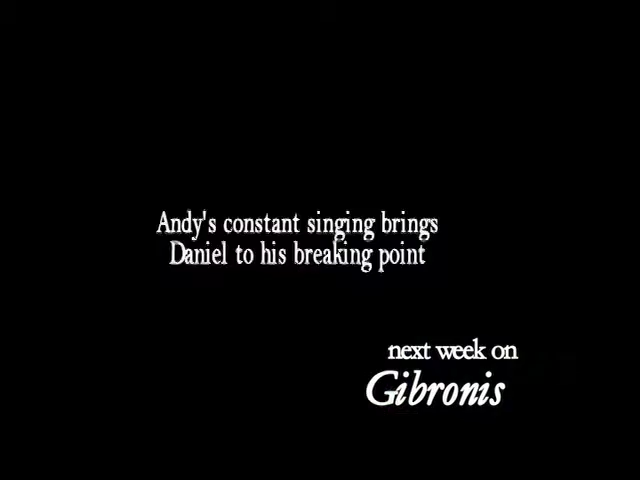 Andy's constant singing brings
Daniel to his breaking point
next week on
Gibronis